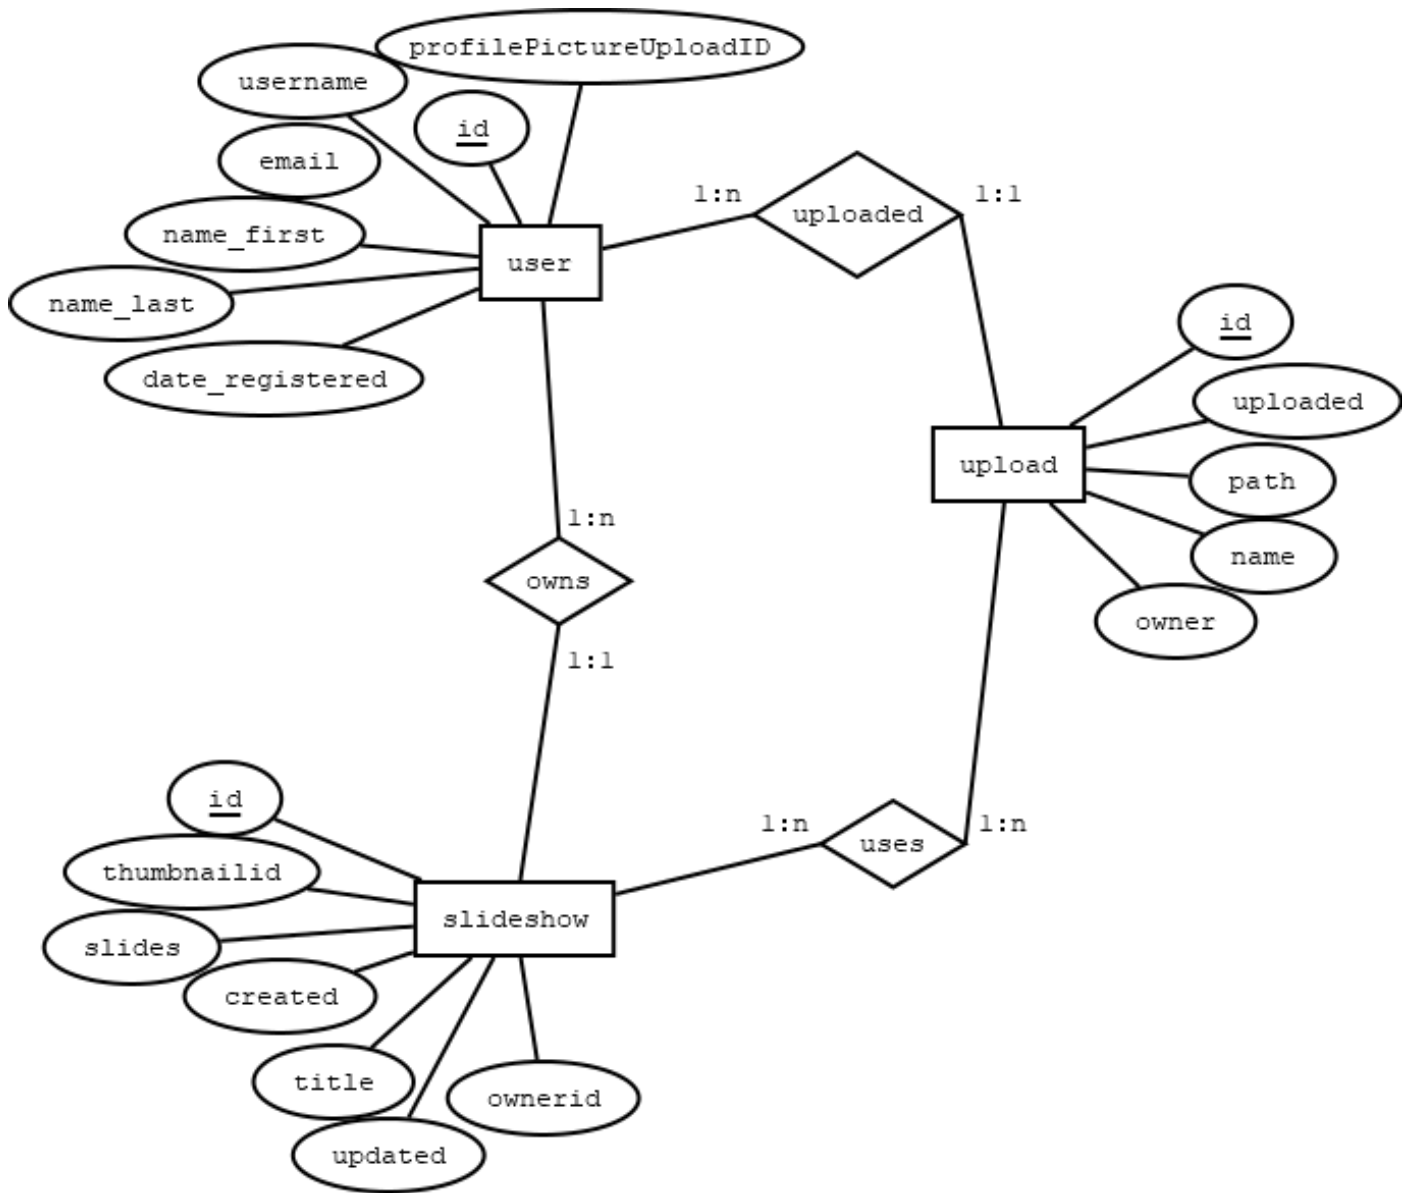 profilePictureUploadID
username
id
email
name_first
name_last
date_registered
user
1:n
uploaded
1:1
id
uploaded
path
name
owner
upload
1:n
owns
1:1
id
thumbnailid
slides
created
title
updated
ownerid
slideshow
1:n
uses
1:n